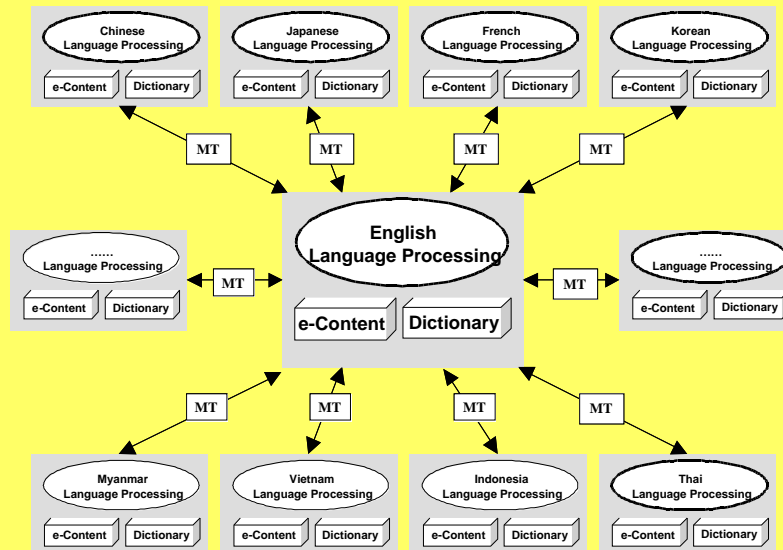 Chinese
Language Processing
e-Content
Dictionary
Japanese
Language Processing
e-Content
Dictionary
French
Language Processing
e-Content
Dictionary
Korean
Language Processing
e-Content
Dictionary
MT
MT
MT
MT
......
Language Processing
e-Content
Dictionary
MT
English
Language Processing
e-Content
Dictionary
MT
......
Language Processing
e-Content
Dictionary
MT
MT
MT
MT
Myanmar
Language Processing
e-Content
Dictionary
Vietnam
Language Processing
e-Content
Dictionary
Indonesia
Language Processing
e-Content
Dictionary
Thai
Language Processing
e-Content
Dictionary